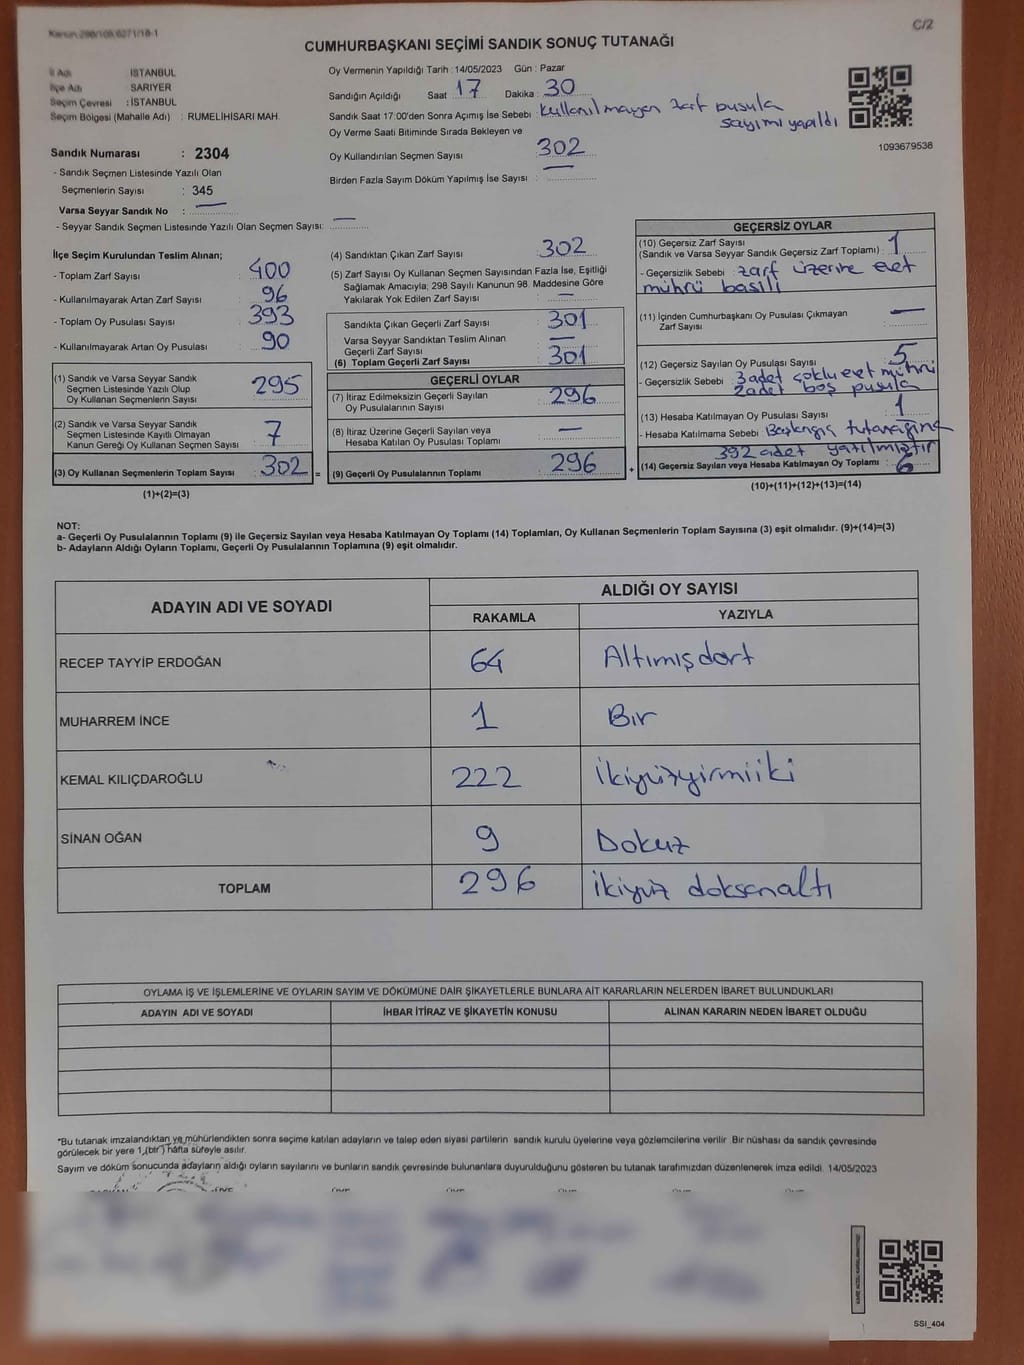 Kanun:298/108,6271/18-1
C/2
CUMHURBAŞKANI SEÇİMİ SANDIK SONUÇ TUTANAĞI
İl Adı İSTANBUL
İlçe Adı SARIYER
Seçim Çevresi : İSTANBUL
Seçim Bölgesi (Mahalle Adı) : RUMELİHİSARI MAH.
Sandık Numarası : 2304
- Sandık Seçmen Listesinde Yazılı Olan
Seçmenlerin Sayısı : 345
Varsa Seyyar Sandık No : —
- Seyyar Sandık Seçmen Listesinde Yazılı Olan Seçmen Sayısı: —
Oy Vermenin Yapıldığı Tarih : 14/05/2023 Gün : Pazar
Sandığın Açıldığı Saat : 17 Dakika : 30
Sandık Saat 17:00'den Sonra Açımış İse Sebebi : Kullanılmayan zarf pusula
sayımı yapıldı
Oy Verme Saati Bitiminde Sırada Bekleyen ve
Oy Kullandırılan Seçmen Sayısı : 302
Birden Fazla Sayım Döküm Yapılmış İse Sayısı : —
1093679538
İlçe Seçim Kurulundan Teslim Alınan;
- Toplam Zarf Sayısı : 400
- Kullanılmayarak Artan Zarf Sayısı : 96
- Toplam Oy Pusulası Sayısı : 393
- Kullanılmayarak Artan Oy Pusulası : 90
(1) Sandık ve Varsa Seyyar Sandık
Seçmen Listesinde Yazılı Olup
Oy Kullanan Seçmenlerin Sayısı : 295
(2) Sandık ve Varsa Seyyar Sandık
Seçmen Listesinde Kayıtlı Olmayan
Kanun Gereği Oy Kullanan Seçmen Sayısı : 7
(3) Oy Kullanan Seçmenlerin Toplam Sayısı : 302 =
(1)+(2)=(3)
(4) Sandıktan Çıkan Zarf Sayısı : 302
(5) Zarf Sayısı Oy Kullanan Seçmen Sayısından Fazla İse, Eşitliği
Sağlamak Amacıyla; 298 Sayılı Kanunun 98. Maddesine Göre
Yakılarak Yok Edilen Zarf Sayısı : —
Sandıkta Çıkan Geçerli Zarf Sayısı : 301
Varsa Seyyar Sandıktan Teslim Alınan
Geçerli Zarf Sayısı : —
(6) Toplam Geçerli Zarf Sayısı : 301
GEÇERLİ OYLAR
(7) İtiraz Edilmeksizin Geçerli Sayılan
Oy Pusulalarının Sayısı : 296
(8) İtiraz Üzerine Geçerli Sayılan veya
Hesaba Katılan Oy Pusulası Toplamı : —
(9) Geçerli Oy Pusulalarının Toplamı : 296 +
GEÇERSİZ OYLAR
(10) Geçersiz Zarf Sayısı
(Sandık ve Varsa Seyyar Sandık Geçersiz Zarf Toplamı) : 1
- Geçersizlik Sebebi : zarf üzerine evet
mührü basılı
(11) İçinden Cumhurbaşkanı Oy Pusulası Çıkmayan
Zarf Sayısı : —
(12) Geçersiz Sayılan Oy Pusulası Sayısı : 5
- Geçersizlik Sebebi : 3 adet çoklu evet mührü
2 adet boş pusula
(13) Hesaba Katılmayan Oy Pusulası Sayısı : 1
- Hesaba Katılmama Sebebi : Başlangıç tutanağına
392 adet yazılmıştır
(14) Geçersiz Sayılan veya Hesaba Katılmayan Oy Toplamı : 6
(10)+(11)+(12)+(13)=(14)
NOT:
a- Geçerli Oy Pusulalarının Toplamı (9) ile Geçersiz Sayılan veya Hesaba Katılmayan Oy Toplamı (14) Toplamları, Oy Kullanan Seçmenlerin Toplam Sayısına (3) eşit olmalıdır. (9)+(14)=(3)
b- Adayların Aldığı Oyların Toplamı, Geçerli Oy Pusulalarının Toplamına (9) eşit olmalıdır.
ADAYIN ADI VE SOYADI ALDIĞI OY SAYISI
RAKAMLA YAZIYLA
RECEP TAYYİP ERDOĞAN 64 Altımışdört
MUHARREM İNCE 1 Bir
KEMAL KILIÇDAROĞLU 222 İkiyüzyirmiiki
SİNAN OĞAN 9 Dokuz
TOPLAM 296 İkiyüz doksanaltı
OYLAMA İŞ VE İŞLEMLERİNE VE OYLARIN SAYIM VE DÖKÜMÜNE DAİR ŞİKAYETLERLE BUNLARA AİT KARARLARIN NELERDEN İBARET BULUNDUKLARI
ADAYIN ADI VE SOYADI İHBAR İTİRAZ VE ŞİKAYETİN KONUSU ALINAN KARARIN NEDEN İBARET OLDUĞU
*Bu tutanak imzalandıktan ve mühürlendikten sonra seçime katılan adayların ve talep eden siyasi partilerin sandık kurulu üyelerine veya gözlemcilerine verilir. Bir nüshası da sandık çevresinde
görülecek bir yere 1 (bir) hafta süreyle asılır.
Sayım ve döküm sonucunda adayların aldığı oyların sayılarını ve bunların sandık çevresinde bulunanlara duyurulduğunu gösteren bu tutanak tarafımızdan düzenlenerek imza edildi. 14/05/2023
SSI_404